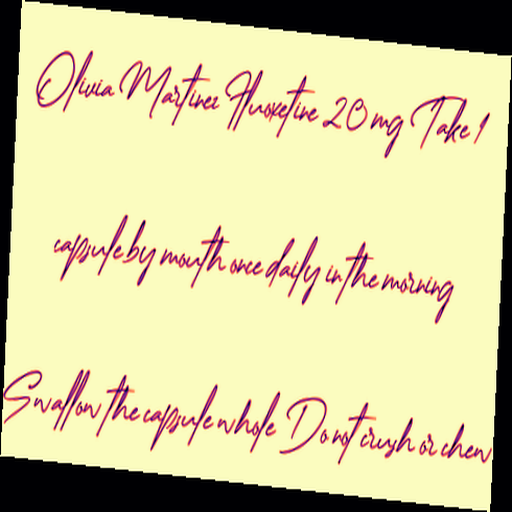 Olivia Martinez Fluoxetine 20 mg Take 1
capsule by mouth once daily in the morning
Swallow the capsule whole Do not crush or chew